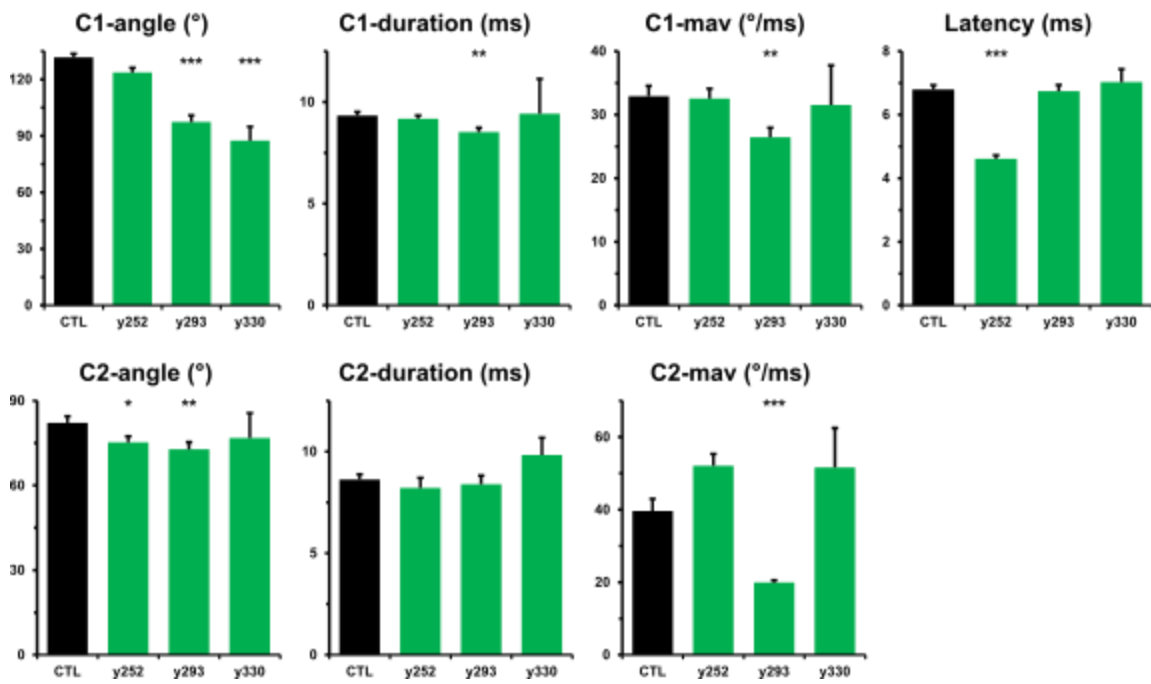 C1-angle (°)
120
90
60
30
0
***
***
CTL y252 y293 y330
C1-duration (ms)
10
5
0
**
CTL y252 y293 y330
C1-mav (°/ms)
40
30
20
10
0
**
CTL y252 y293 y330
Latency (ms)
8
6
4
2
0
***
CTL y252 y293 y330
C2-angle (°)
90
60
30
0
*
**
CTL y252 y293 y330
C2-duration (ms)
10
5
0
CTL y252 y293 y330
C2-mav (°/ms)
60
40
20
0
***
CTL y252 y293 y330